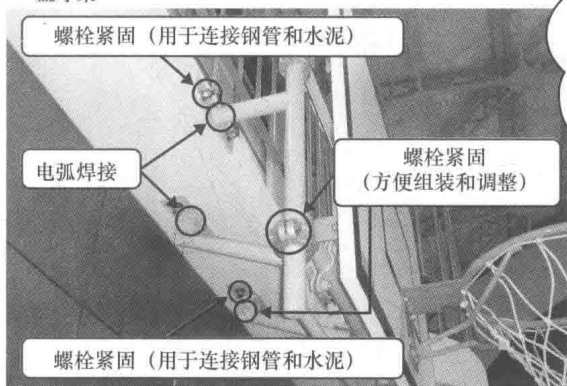 螺栓紧固（用于连接钢管和水泥）
电弧焊接
螺栓紧固
（方便组装和调整）
螺栓紧固（用于连接钢管和水泥）